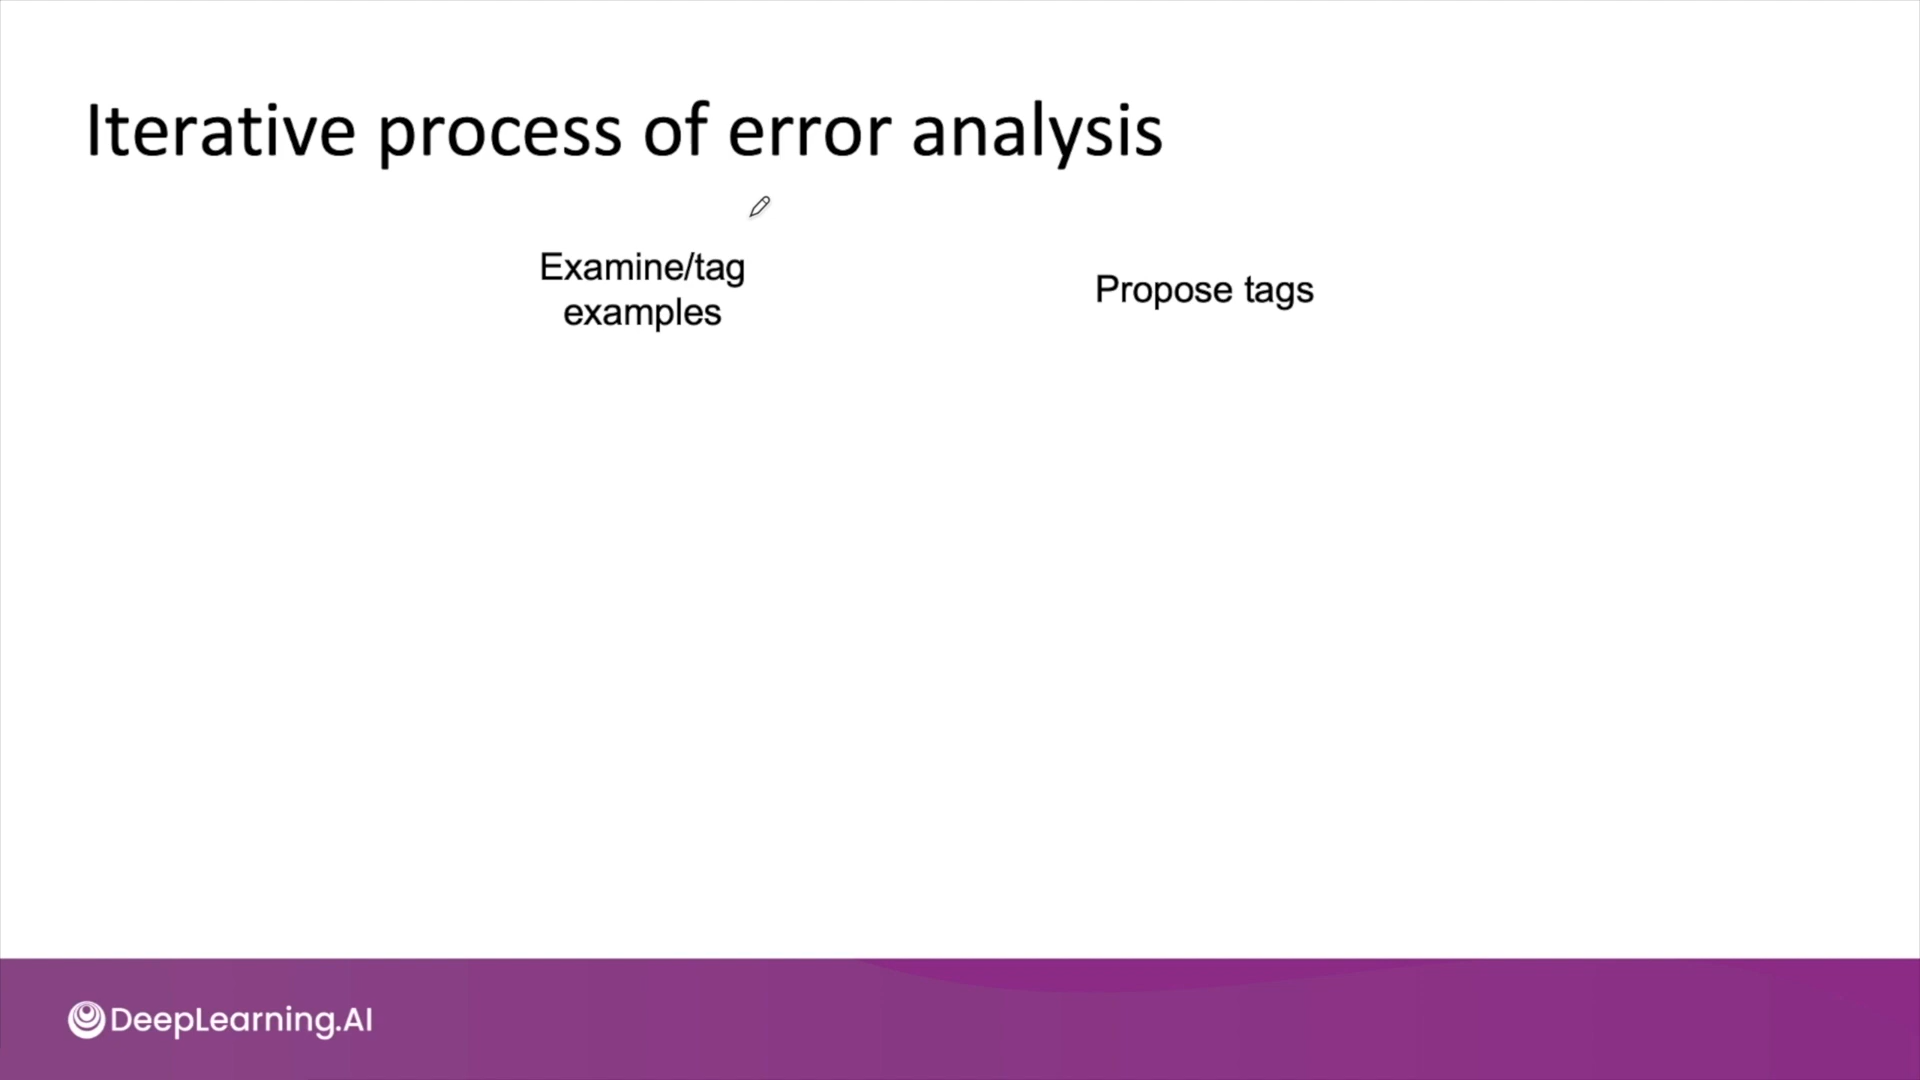 Iterative process of error analysis
Examine/tag
examples
Propose tags
DeepLearning.AI